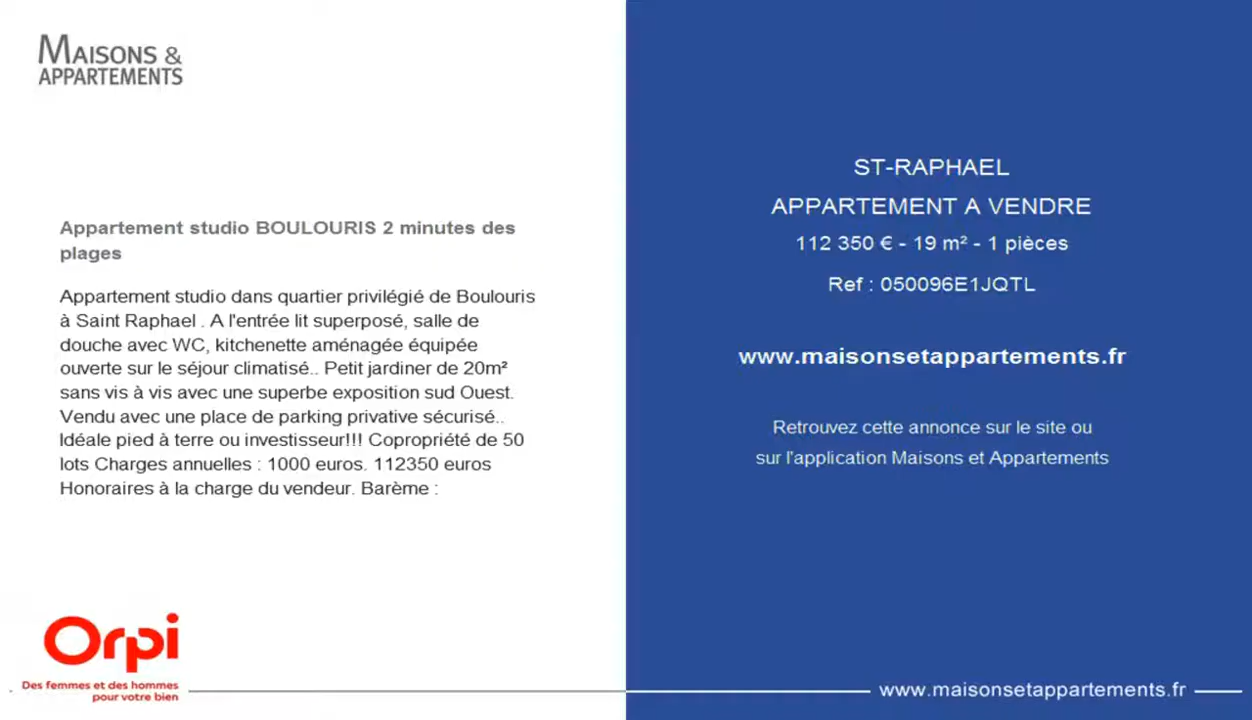 MAISONS &
APPARTEMENTS
Appartement studio BOULOURIS 2 minutes des
plages
Appartement studio dans quartier privilégié de Boulouris
à Saint Raphael . A l'entrée lit superposé, salle de
douche avec WC, kitchenette aménagée équipée
ouverte sur le séjour climatisé.. Petit jardiner de 20m²
sans vis à vis avec une superbe exposition sud Ouest.
Vendu avec une place de parking privative sécurisé..
Idéale pied à terre ou investisseur!!! Copropriété de 50
lots Charges annuelles : 1000 euros. 112350 euros
Honoraires à la charge du vendeur. Barème :
Orpi
Des femmes et des hommes
pour votre bien
ST-RAPHAEL
APPARTEMENT A VENDRE
112 350 € - 19 m² - 1 pièces
Ref : 050096E1JQTL
www.maisonsetappartements.fr
Retrouvez cette annonce sur le site ou
sur l'application Maisons et Appartements
www.maisonsetappartements.fr